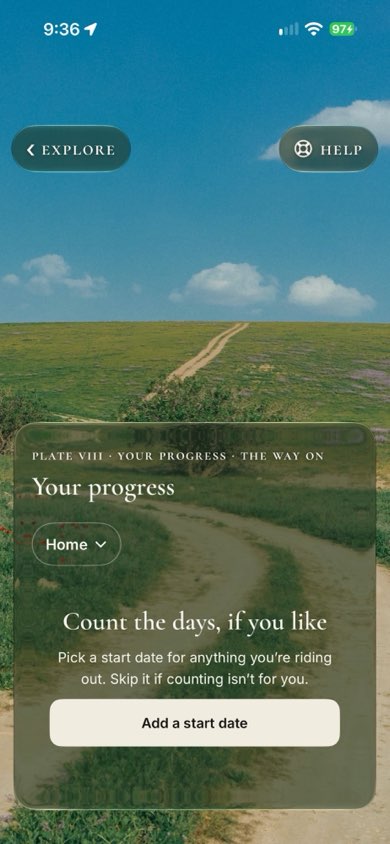 9:36
97
EXPLORE
HELP
PLATE VIII · YOUR PROGRESS · THE WAY ON
Your progress
Home
Count the days, if you like
Pick a start date for anything you’re riding
out. Skip it if counting isn’t for you.
Add a start date